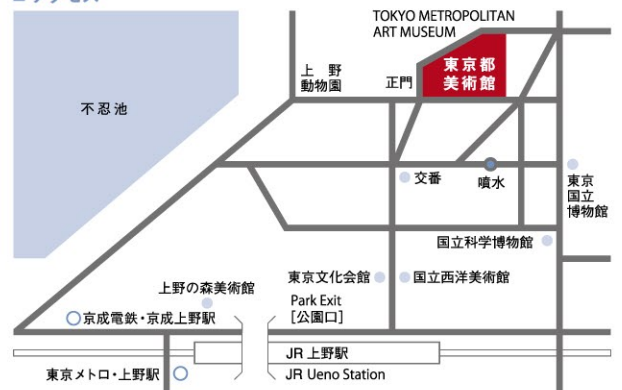 TOKYO METROPOLITAN
ART MUSEUM
東京都
美術館
上 野
動物園
正門
不忍池
交番
噴水
東京
国立
博物館
国立科学博物館
東京文化会館
国立西洋美術館
上野の森美術館
Park Exit
［公園口］
京成電鉄・京成上野駅
JR 上野駅
東京メトロ・上野駅
JR Ueno Station